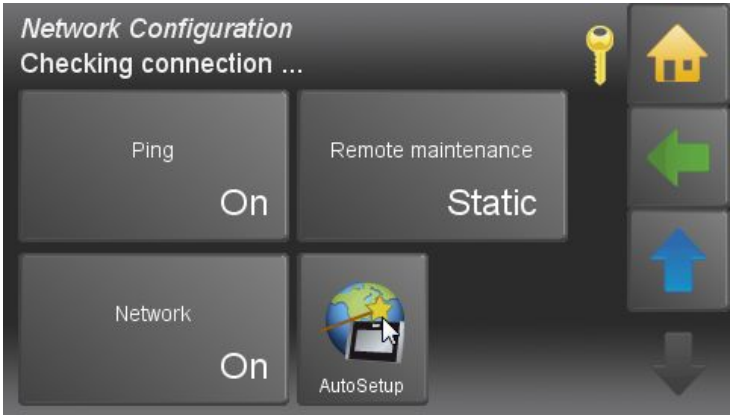 Network Configuration
Checking connection ...
Ping
On
Remote maintenance
Static
Network
On
AutoSetup